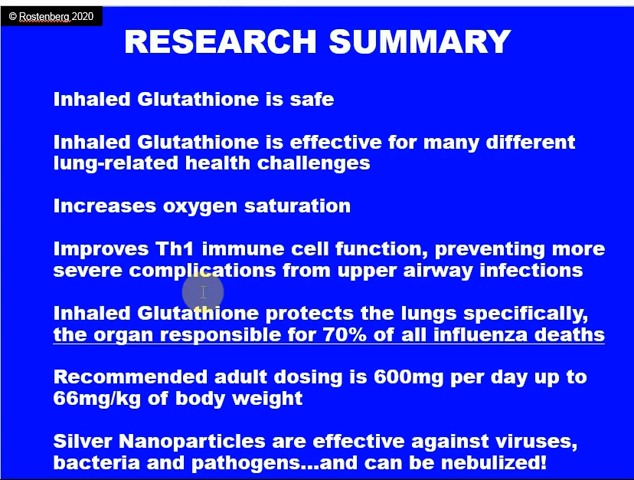 © Rostenberg 2020
RESEARCH SUMMARY
Inhaled Glutathione is safe
Inhaled Glutathione is effective for many different
lung-related health challenges
Increases oxygen saturation
Improves Th1 immune cell function, preventing more
severe complications from upper airway infections
Inhaled Glutathione protects the lungs specifically,
the organ responsible for 70% of all influenza deaths
Recommended adult dosing is 600mg per day up to
66mg/kg of body weight
Silver Nanoparticles are effective against viruses,
bacteria and pathogens...and can be nebulized!